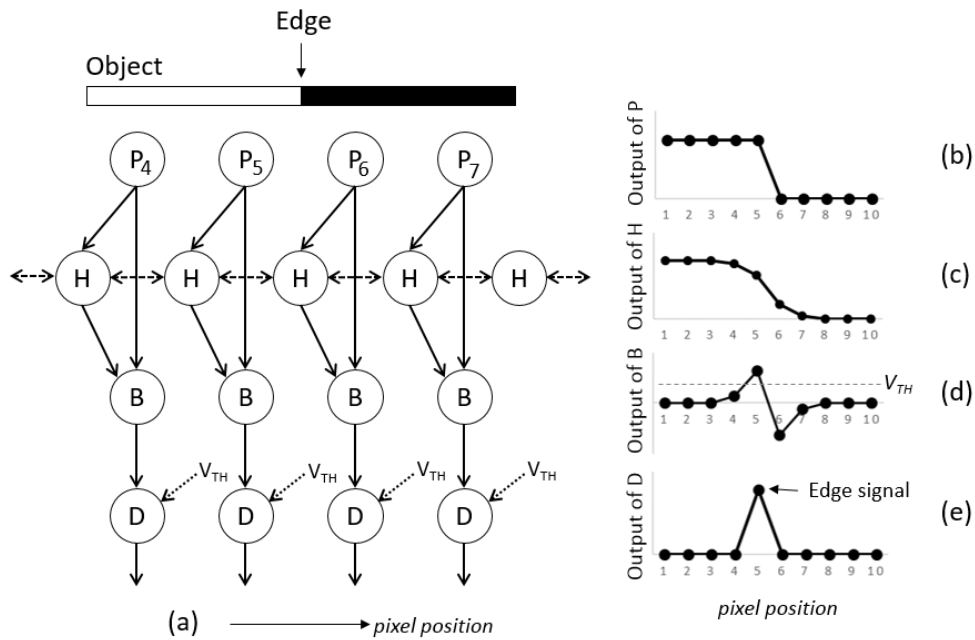 Edge
Object
P4 P5 P6 P7
H H H H H
B B B B
VTH VTH VTH VTH
D D D D
(a) pixel position
Output of P
1 2 3 4 5 6 7 8 9 10
(b)
Output of H
1 2 3 4 5 6 7 8 9 10
(c)
Output of B
VTH
1 2 3 4 5 6 7 8 9 10
(d)
Output of D
Edge signal
1 2 3 4 5 6 7 8 9 10
(e)
pixel position